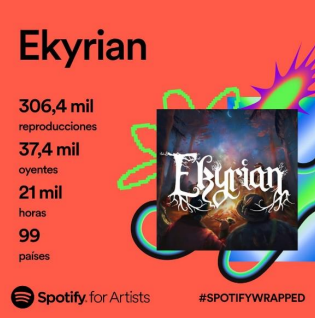 Ekyrian
306,4 mil
reproducciones
37,4 mil
oyentes
21 mil
horas
99
países
Ekyrian
Spotify for Artists
#SPOTIFYWRAPPED